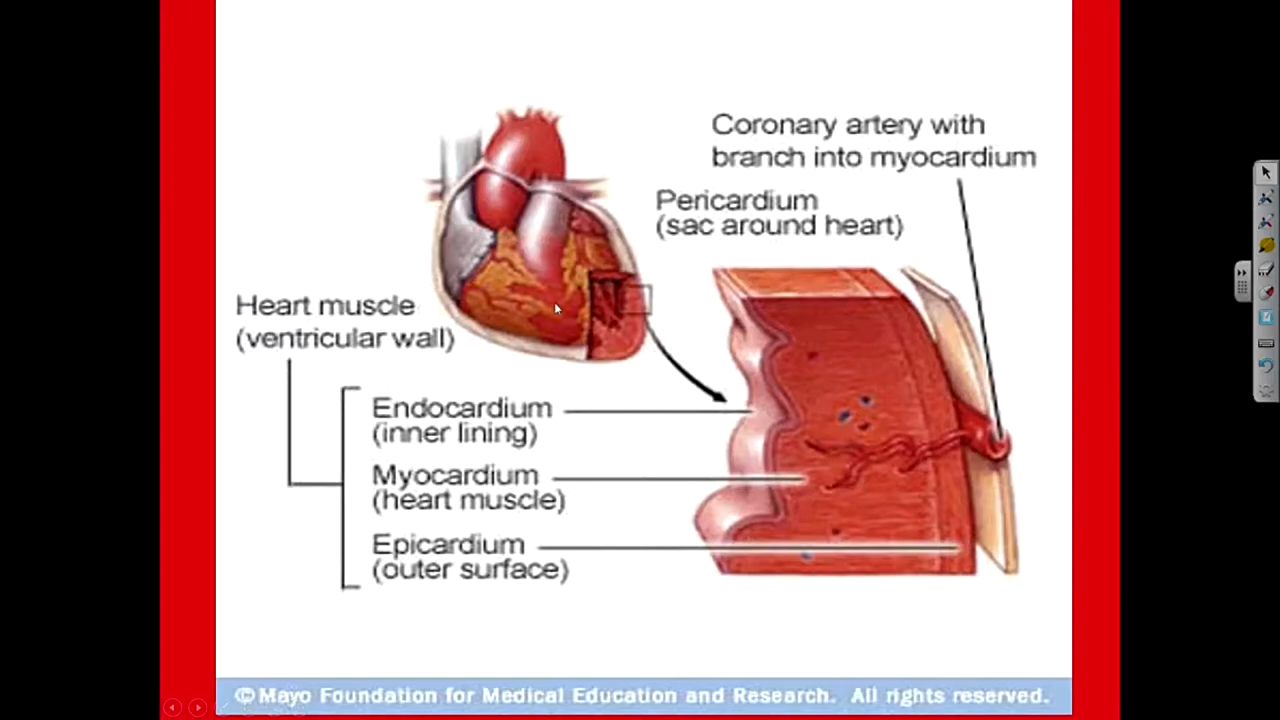 Coronary artery with
branch into myocardium
Pericardium
(sac around heart)
Heart muscle
(ventricular wall)
Endocardium
(inner lining)
Myocardium
(heart muscle)
Epicardium
(outer surface)
© Mayo Foundation for Medical Education and Research. All rights reserved.